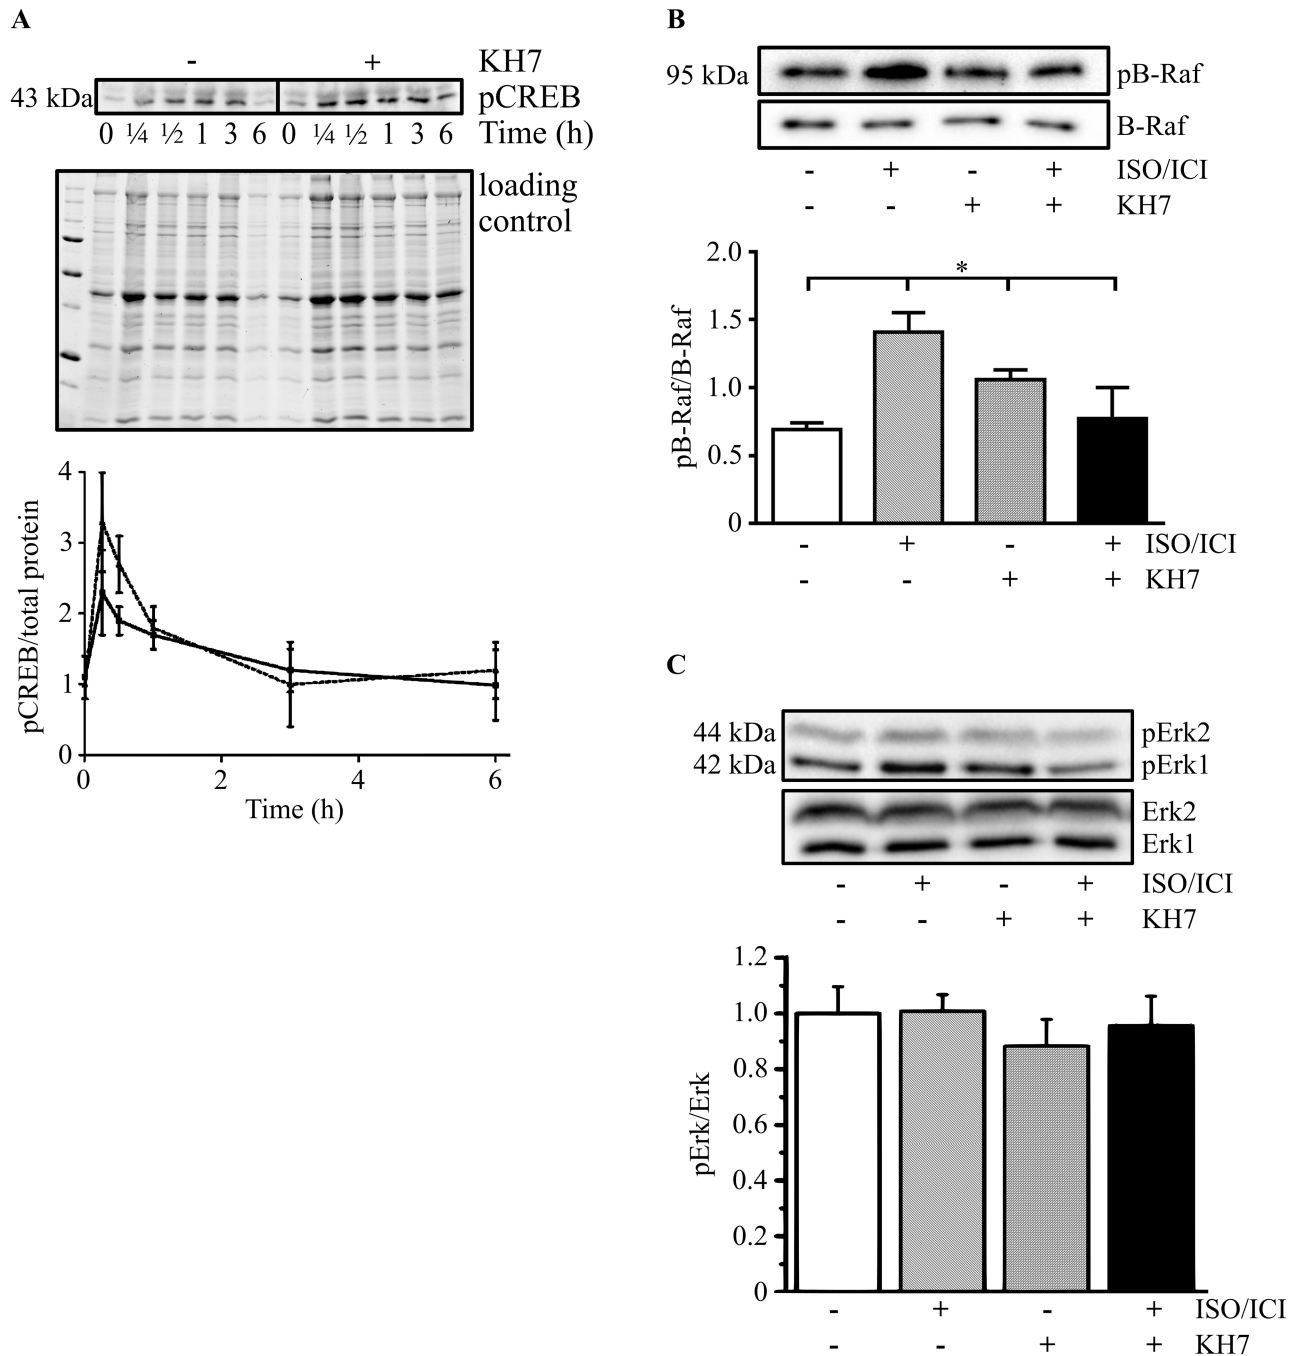 A
- + KH7
43 kDa pCREB
0 ¼ ½ 1 3 6 0 ¼ ½ 1 3 6 Time (h)
loading
control
pCREB/total protein
4
3
2
1
0
0 2 4 6
Time (h)
B
95 kDa pB-Raf
B-Raf
- + - + ISO/ICI
- - + + KH7
pB-Raf/B-Raf
2.0
*
1.5
1.0
0.5
0
- + - + ISO/ICI
- - + + KH7
C
44 kDa pErk2
42 kDa pErk1
Erk2
Erk1
- + - + ISO/ICI
- - + + KH7
pErk/Erk
1.2
1.0
0.8
0.6
0.4
0.2
0
- + - + ISO/ICI
- - + + KH7